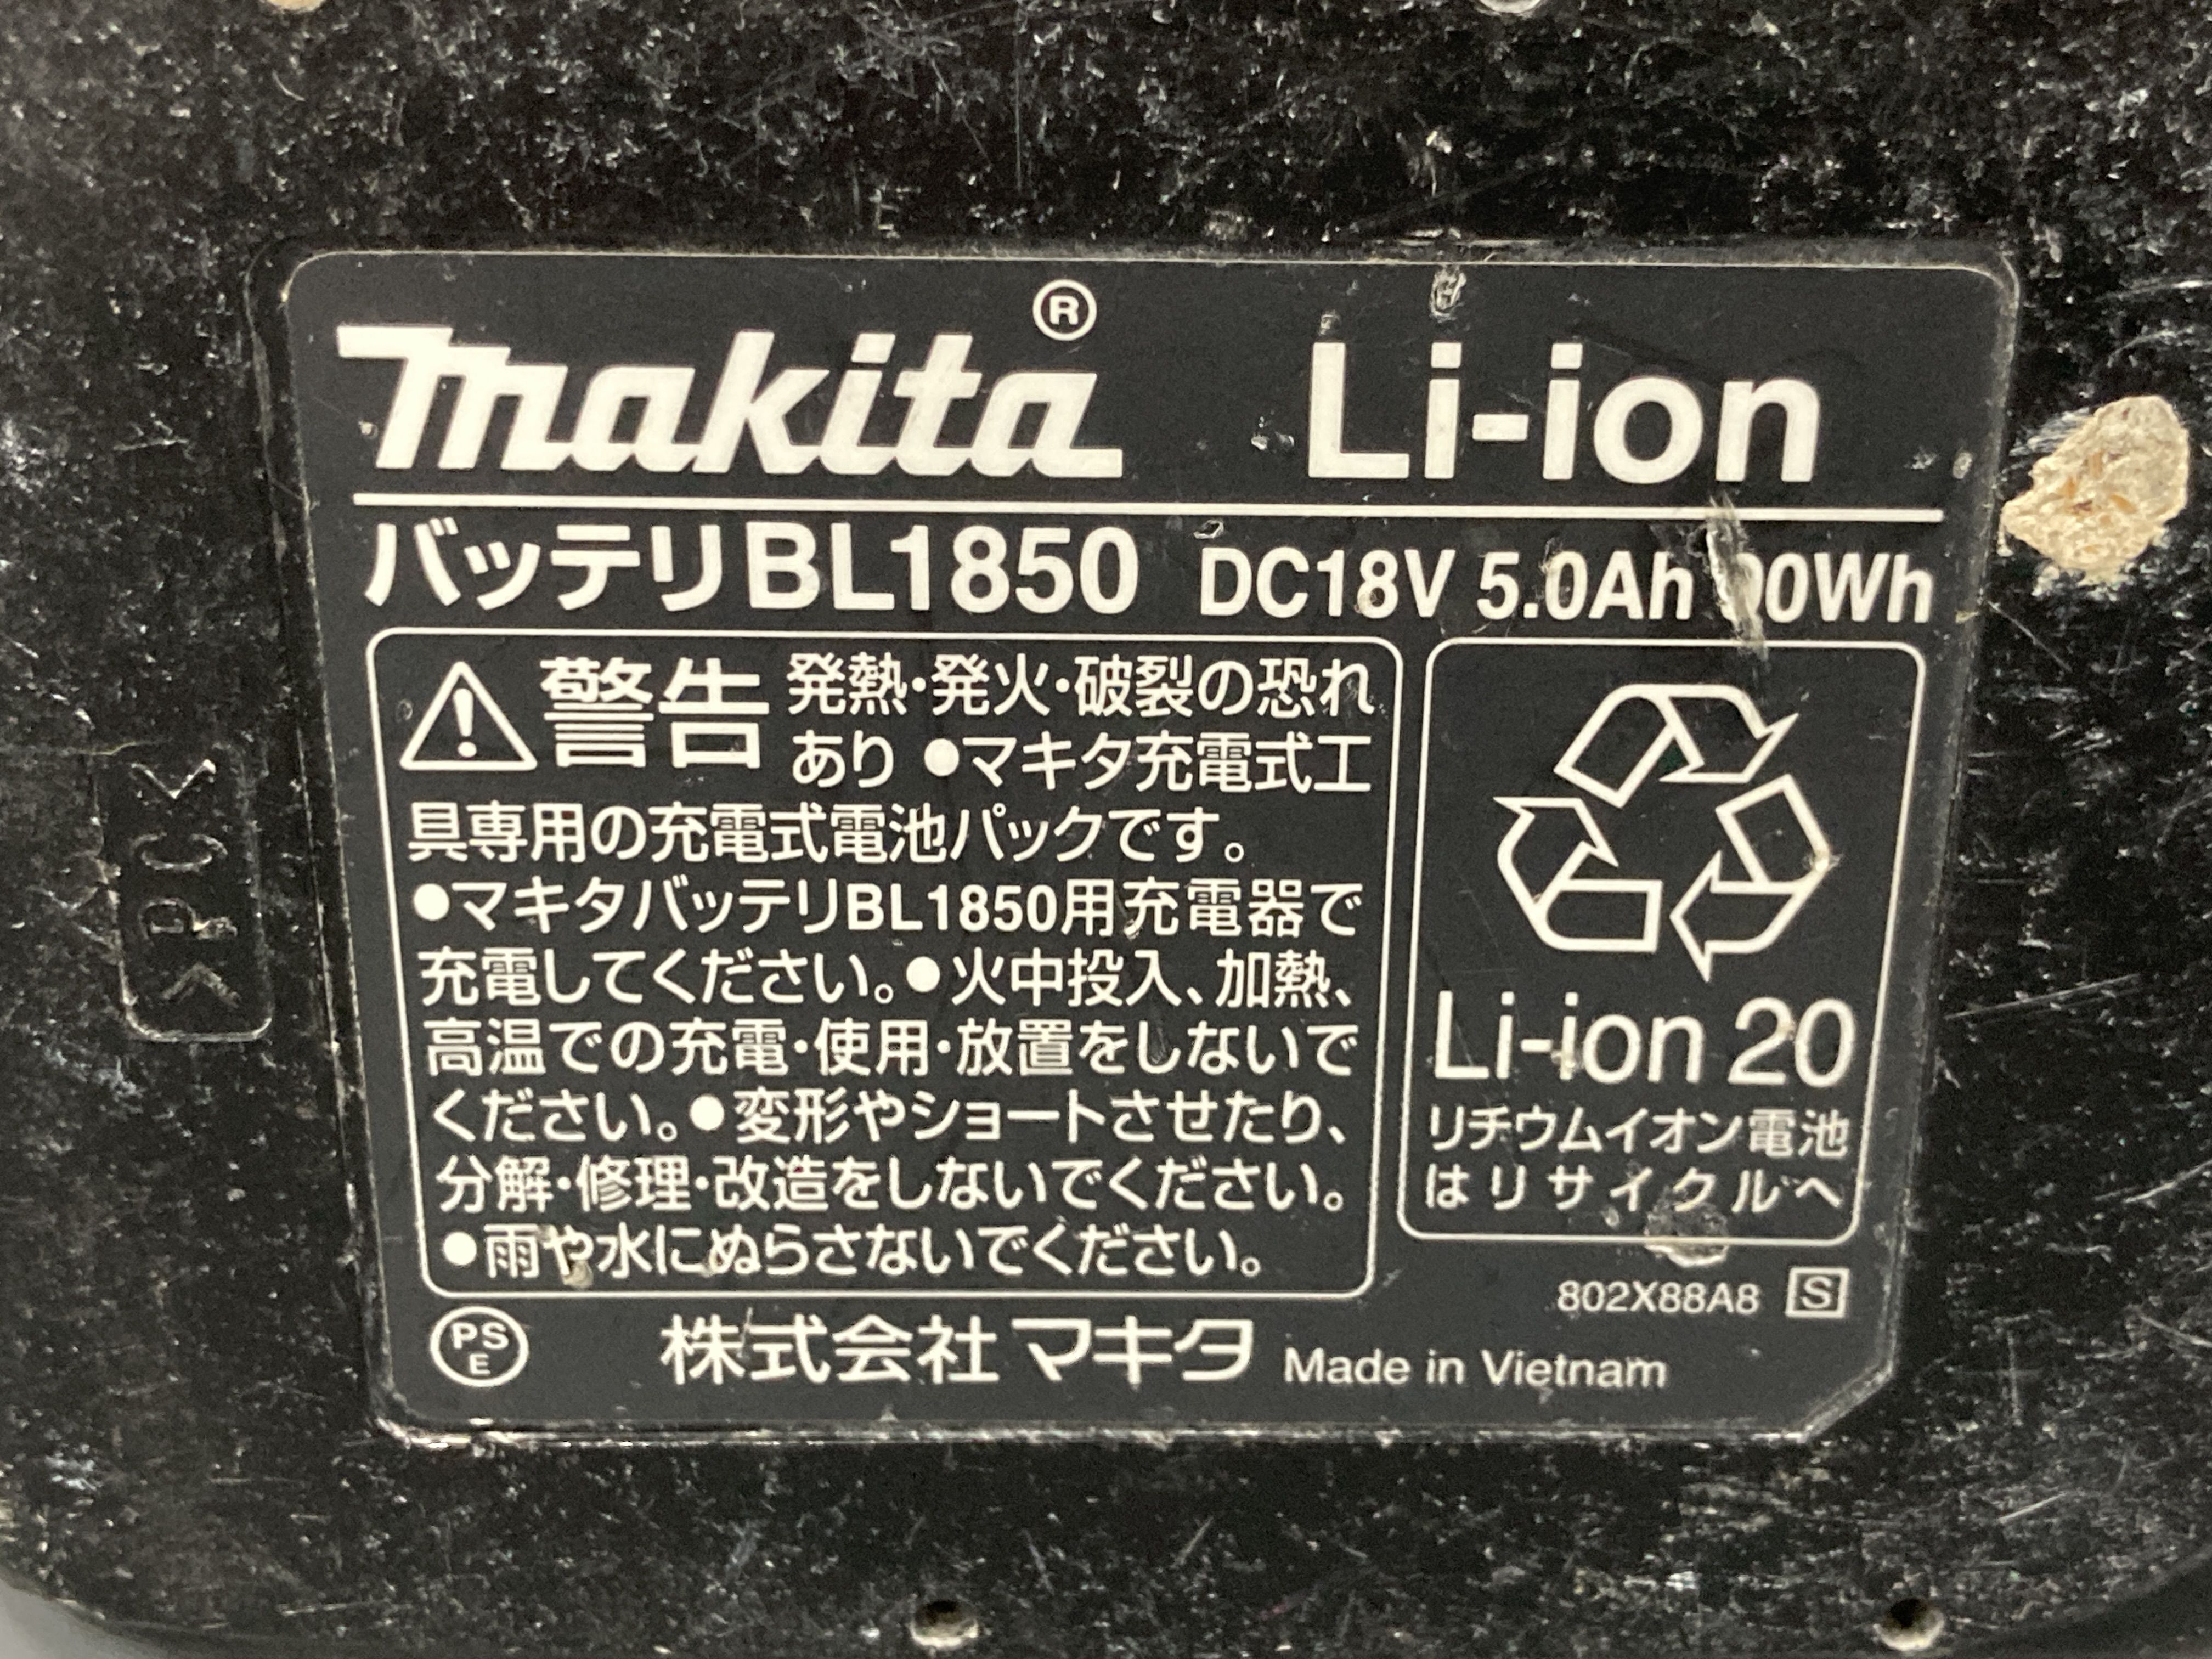 makita® Li-ion
バッテリBL1850 DC18V 5.0Ah
警告 発熱・発火・破裂の恐れ
あり ●マキタ充電式工
具専用の充電式電池パックです。
●マキタバッテリBL1850用充電器で
充電してください。●火中投入、加熱、
高温での充電・使用・放置をしないで
ください。●変形やショートさせたり、
分解・修理・改造をしないでください。
●雨や水にぬらさないでください。
Li-ion 20
リチウムイオン電池
はリサイクルへ
802X88A8 S
PS
E
株式会社マキタ Made in Vietnam
>PC<